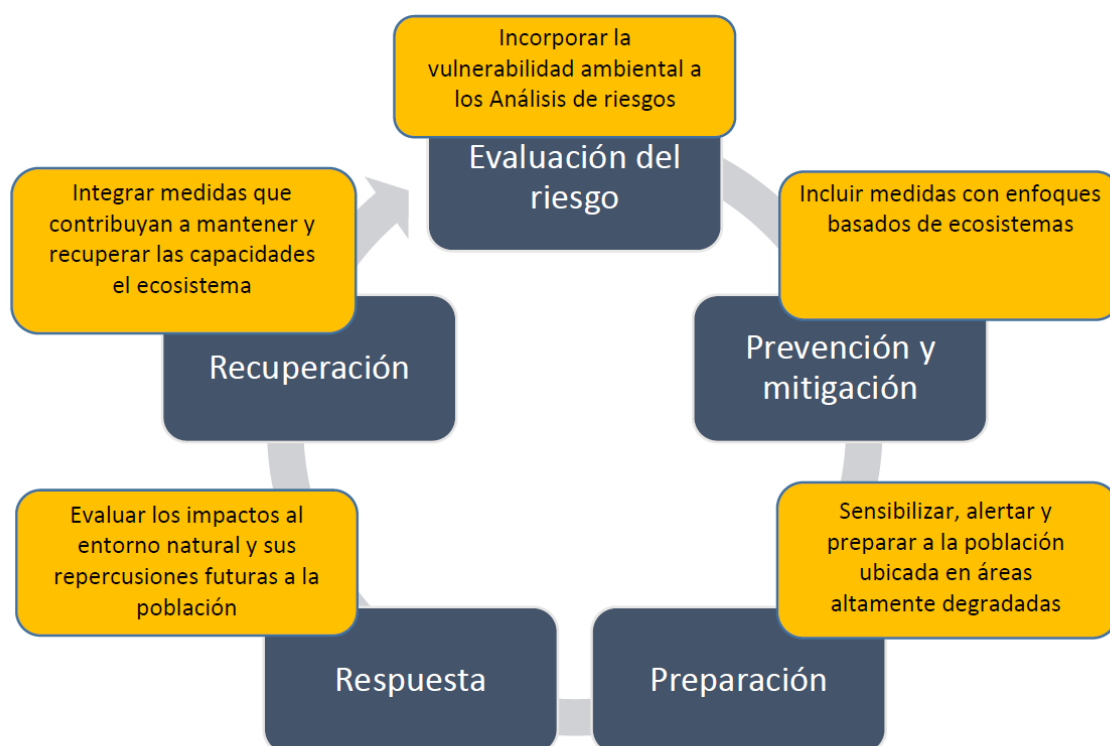 Incorporar la
vulnerabilidad ambiental a
los Análisis de riesgos
Evaluación del
riesgo
Incluir medidas con enfoques
basados de ecosistemas
Prevención y
mitigación
Sensibilizar, alertar y
preparar a la población
ubicada en áreas
altamente degradadas
Preparación
Evaluar los impactos al
entorno natural y sus
repercusiones futuras a la
población
Respuesta
Integrar medidas que
contribuyan a mantener y
recuperar las capacidades
el ecosistema
Recuperación